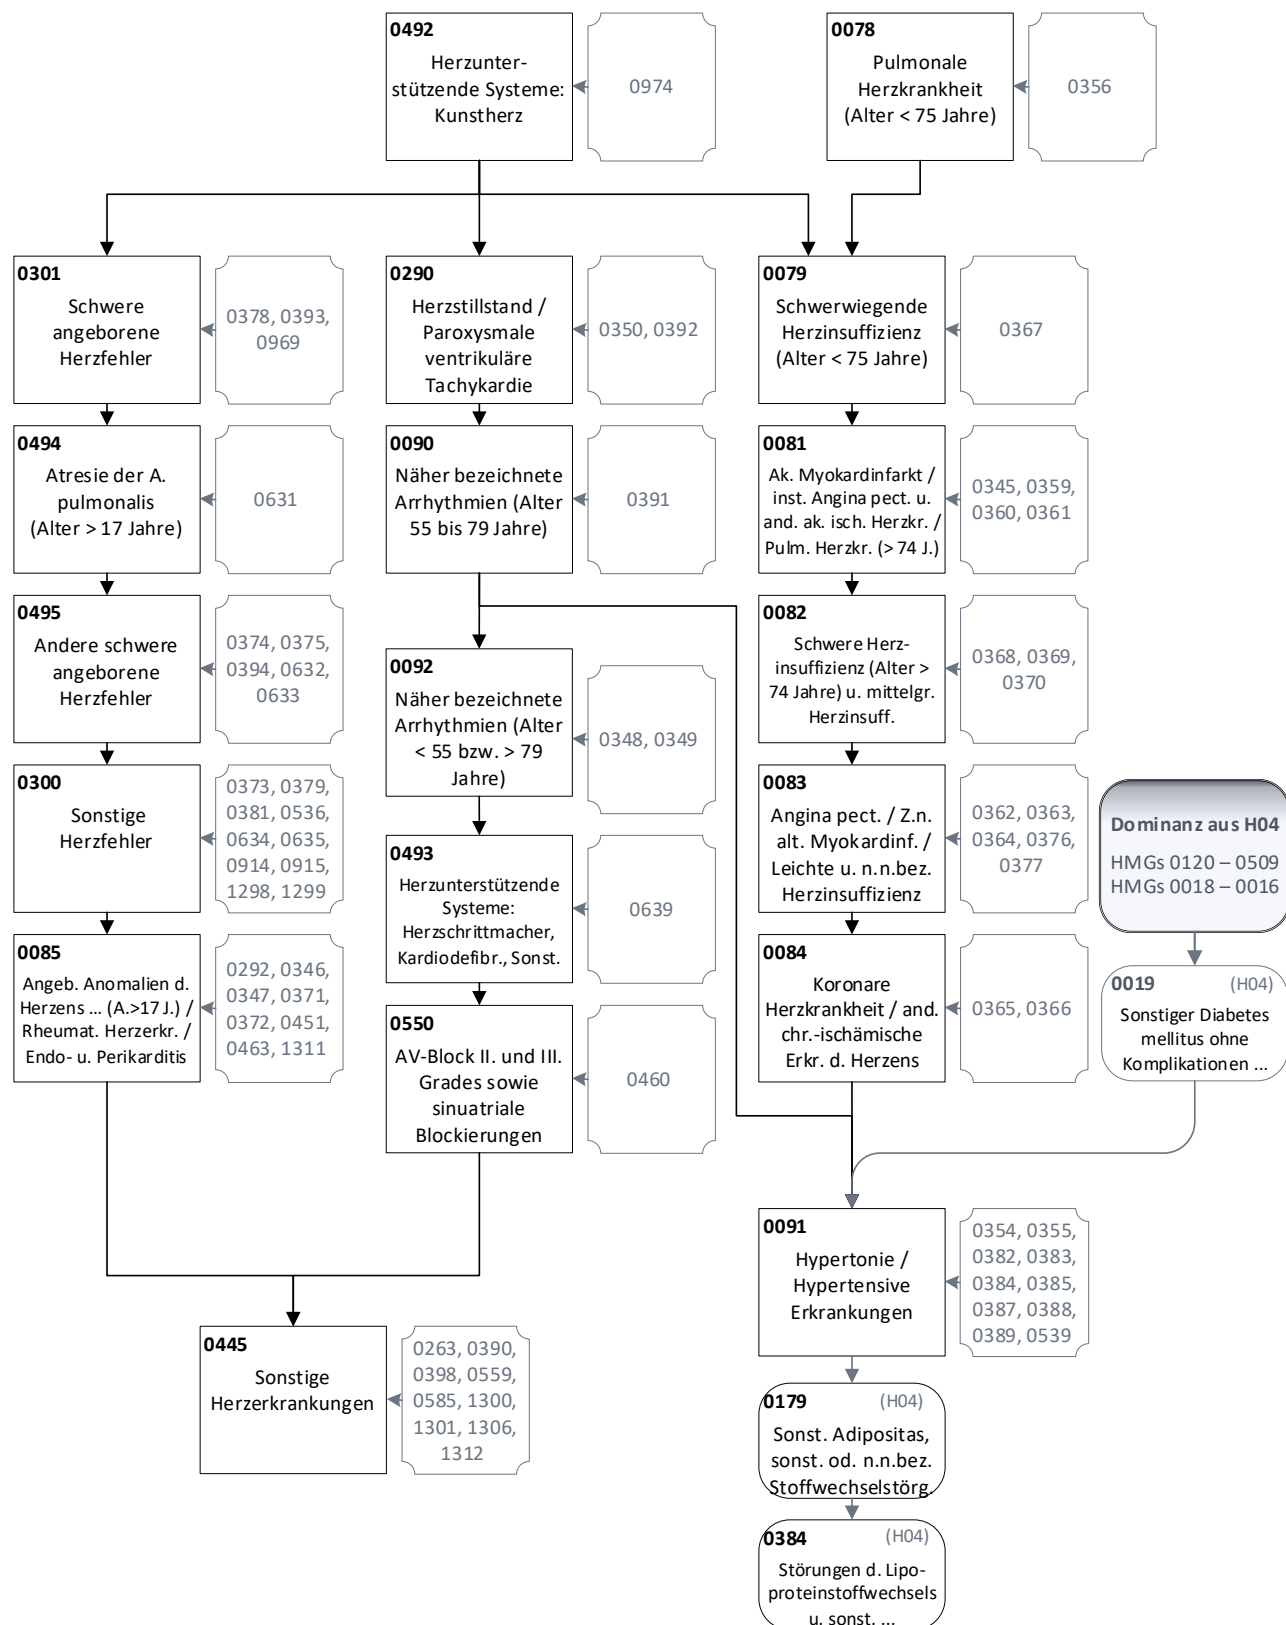 0492
Herzunter-
stützende Systeme:
Kunstherz
0974
0078
Pulmonale
Herzkrankheit
(Alter < 75 Jahre)
0356
0301
Schwere
angeborene
Herzfehler
0378, 0393,
0969
0290
Herzstillstand /
Paroxysmale
ventrikuläre
Tachykardie
0350, 0392
0079
Schwerwiegende
Herzinsuffizienz
(Alter < 75 Jahre)
0367
0494
Atresie der A.
pulmonalis
(Alter > 17 Jahre)
0631
0090
Näher bezeichnete
Arrhythmien (Alter
55 bis 79 Jahre)
0391
0081
Ak. Myokardinfarkt /
inst. Angina pect. u.
and. ak. isch. Herzkr. /
Pulm. Herzkr. (> 74 J.)
0345, 0359,
0360, 0361
0495
Andere schwere
angeborene
Herzfehler
0374, 0375,
0394, 0632,
0633
0092
Näher bezeichnete
Arrhythmien (Alter
< 55 bzw. > 79
Jahre)
0348, 0349
0082
Schwere Herz-
insuffizienz (Alter >
74 Jahre) u. mittelgr.
Herzinsuff.
0368, 0369,
0370
0300
Sonstige
Herzfehler
0373, 0379,
0381, 0536,
0634, 0635,
0914, 0915,
1298, 1299
0493
Herzunterstützende
Systeme:
Herzschrittmacher,
Kardiodefibr., Sonst.
0639
0083
Angina pect. / Z.n.
alt. Myokardinf. /
Leichte u. n.n.bez.
Herzinsuffizienz
0362, 0363,
0364, 0376,
0377
Dominanz aus H04
HMGs 0120 – 0509
HMGs 0018 – 0016
0085
Angeb. Anomalien d.
Herzens ... (A.>17 J.) /
Rheumat. Herzerkr. /
Endo- u. Perikarditis
0292, 0346,
0347, 0371,
0372, 0451,
0463, 1311
0550
AV-Block II. und III.
Grades sowie
sinuatriale
Blockierungen
0460
0084
Koronare
Herzkrankheit / and.
chr.-ischämische
Erkr. d. Herzens
0365, 0366
0019 (H04)
Sonstiger Diabetes
mellitus ohne
Komplikationen ...
0091
Hypertonie /
Hypertensive
Erkrankungen
0354, 0355,
0382, 0383,
0384, 0385,
0387, 0388,
0389, 0539
0445
Sonstige
Herzerkrankungen
0263, 0390,
0398, 0559,
0585, 1300,
1301, 1306,
1312
0179 (H04)
Sonst. Adipositas,
sonst. od. n.n.bez.
Stoffwechselstörg.
0384 (H04)
Störungen d. Lipo-
proteinstoffwechsels
u. sonst. ...